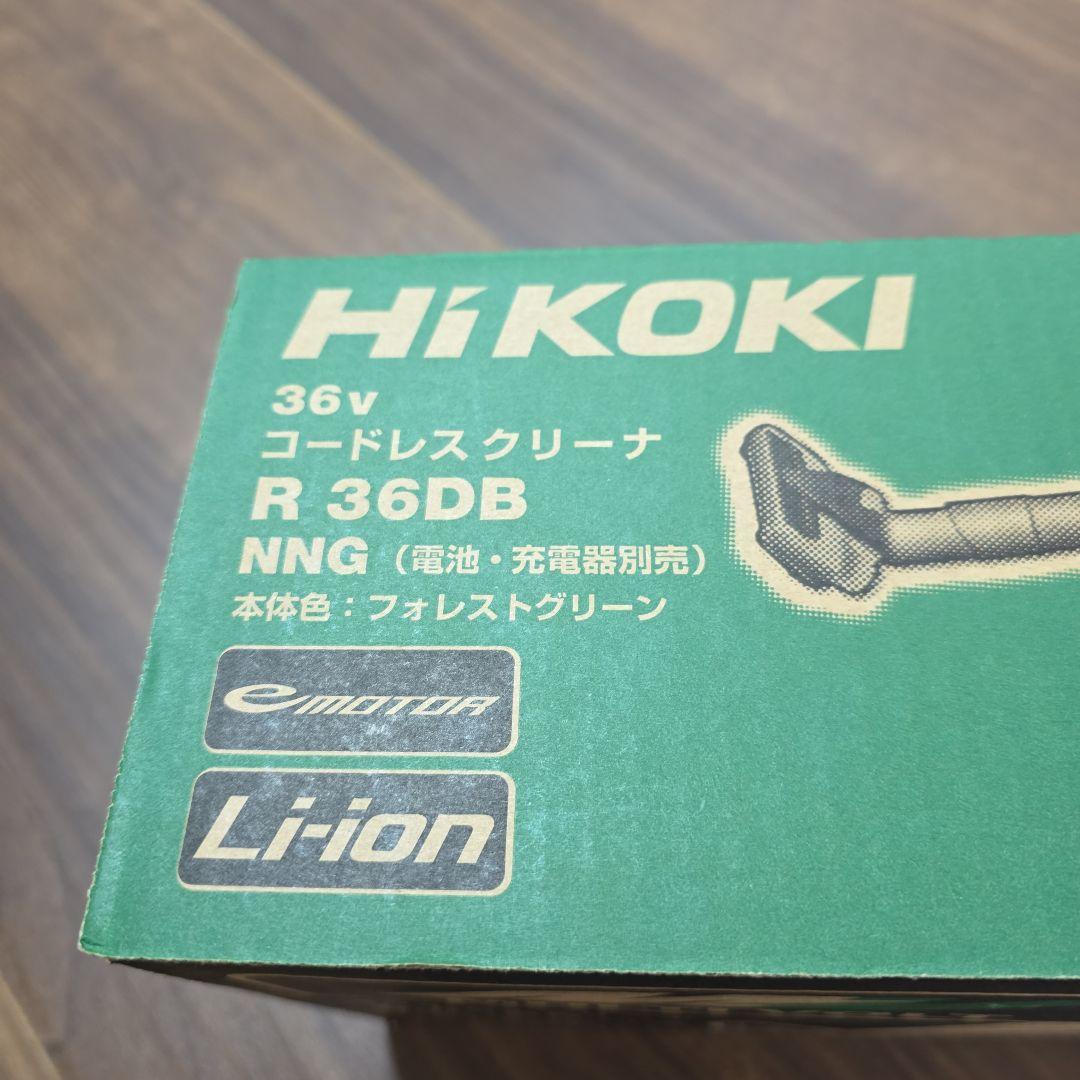 HiKOKI
36v
コードレス クリーナ
R 36DB
NNG（電池・充電器別売）
本体色：フォレストグリーン
e MOTOR
Li-ion